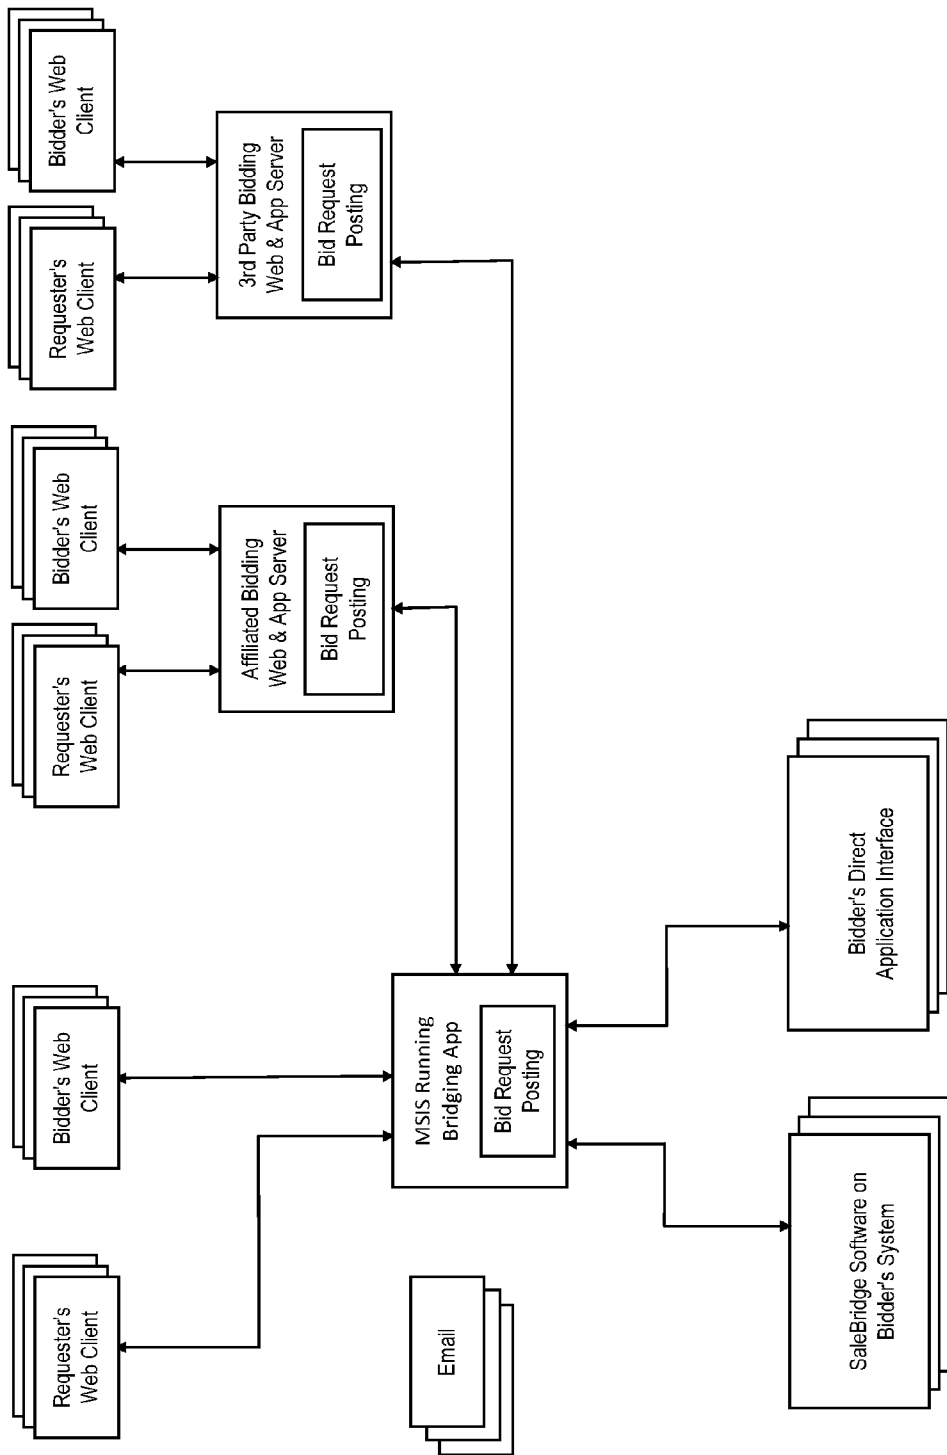 Requester's
Web Client
Bidder's Web
Client
Requester's
Web Client
Bidder's Web
Client
Requester's
Web Client
Bidder's Web
Client
Affiliated Bidding
Web & App Server
Bid Request
Posting
3rd Party Bidding
Web & App Server
Bid Request
Posting
Email
MSIS Running
Bridging App
Bid Request
Posting
SaleBridge Software on
Bidder's System
Bidder's Direct
Application Interface